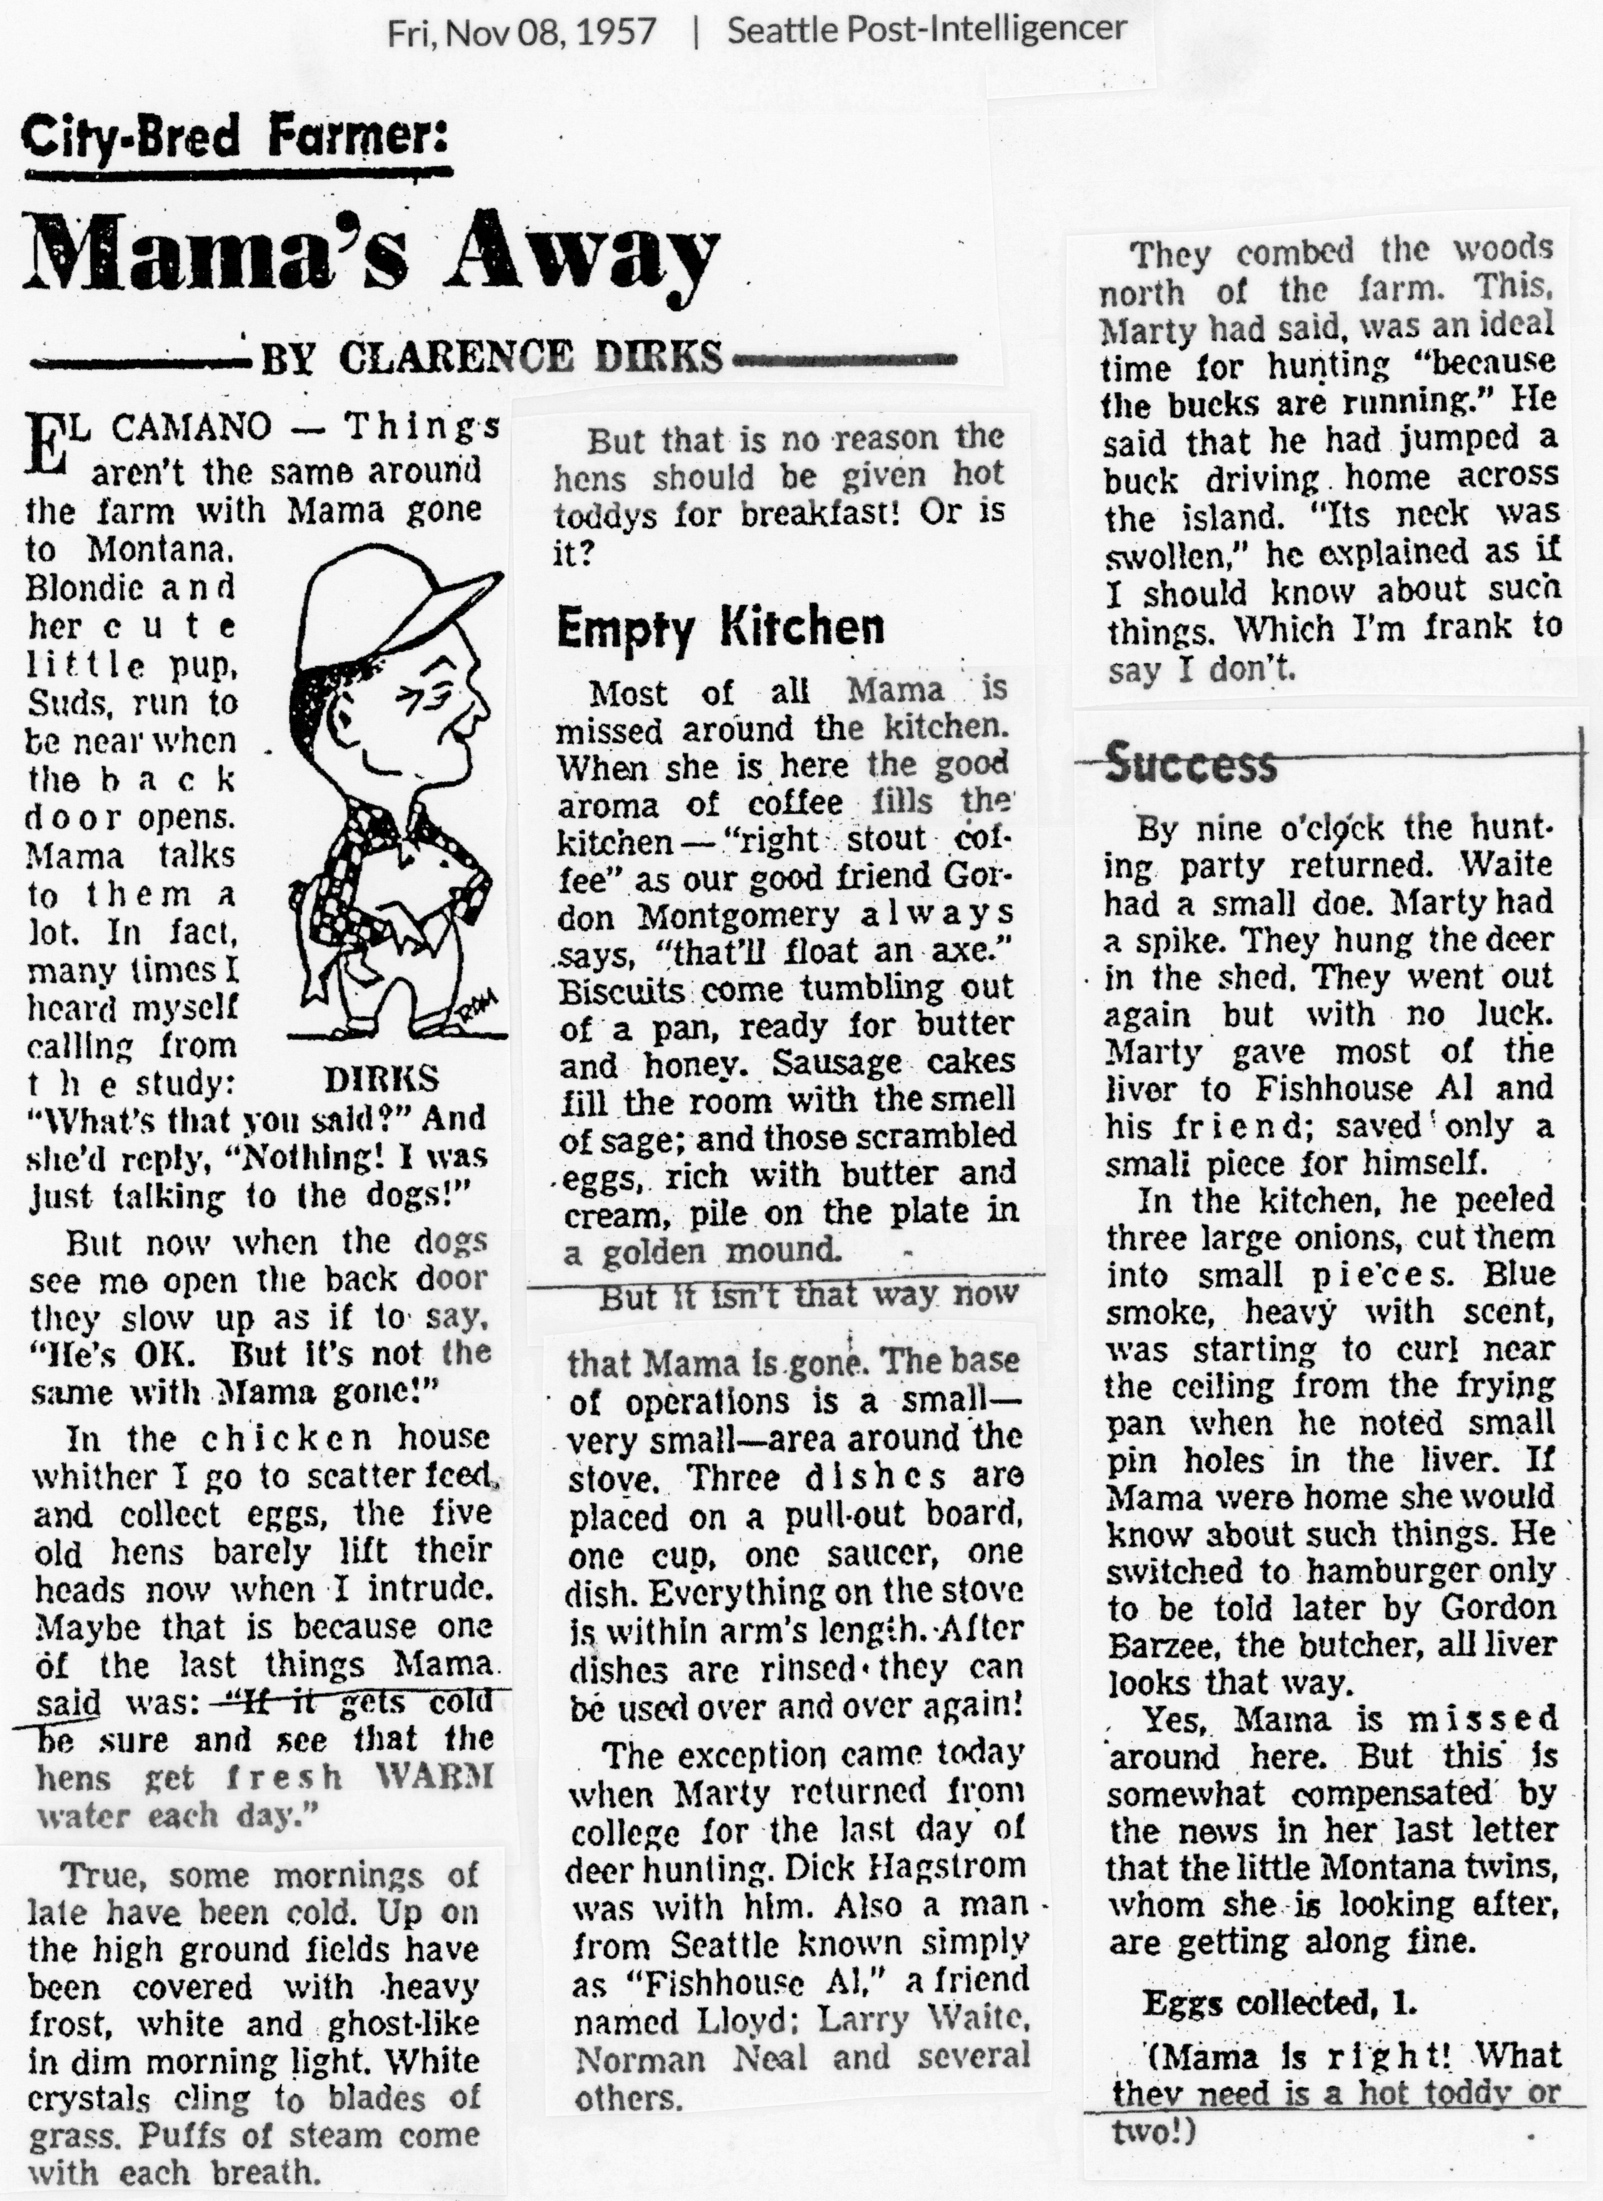 Fri, Nov 08, 1957 | Seattle Post-Intelligencer
City-Bred Farmer:
Mama's Away
BY CLARENCE DIRKS
EL CAMANO — Things
aren't the same around
the farm with Mama gone
to Montana.
Blondie and
her cute
little pup,
Suds, run to
be near when
the back
door opens.
Mama talks
to them a
lot. In fact,
many times I
heard myself
calling from
the study:
"What's that you said?" And
she'd reply, "Nothing! I was
just talking to the dogs!"
But now when the dogs
see me open the back door
they slow up as if to say,
"He's OK. But it's not the
same with Mama gone!"
In the chicken house
whither I go to scatter feed,
and collect eggs, the five
old hens barely lift their
heads now when I intrude.
Maybe that is because one
of the last things Mama
said was: "If it gets cold
be sure and see that the
hens get fresh WARM
water each day."
True, some mornings of
late have been cold. Up on
the high ground fields have
been covered with heavy
frost, white and ghost-like
in dim morning light. White
crystals cling to blades of
grass. Puffs of steam come
with each breath.
RDM
DIRKS
But that is no reason the
hens should be given hot
toddys for breakfast! Or is
it?
Empty Kitchen
Most of all Mama is
missed around the kitchen.
When she is here the good
aroma of coffee fills the
kitchen—"right stout cof-
fee" as our good friend Gor-
don Montgomery always
says, "that'll float an axe."
Biscuits come tumbling out
of a pan, ready for butter
and honey. Sausage cakes
fill the room with the smell
of sage; and those scrambled
eggs, rich with butter and
cream, pile on the plate in
a golden mound.
But it isn't that way now
that Mama is gone. The base
of operations is a small—
very small—area around the
stove. Three dishes are
placed on a pull-out board,
one cup, one saucer, one
dish. Everything on the stove
is within arm's length. After
dishes are rinsed they can
be used over and over again!
The exception came today
when Marty returned from
college for the last day of
deer hunting. Dick Hagstrom
was with him. Also a man
from Seattle known simply
as "Fishhouse Al," a friend
named Lloyd; Larry Waite,
Norman Neal and several
others.
They combed the woods
north of the farm. This,
Marty had said, was an ideal
time for hunting "because
the bucks are running." He
said that he had jumped a
buck driving home across
the island. "Its neck was
swollen," he explained as if
I should know about such
things. Which I'm frank to
say I don't.
Success
By nine o'clock the hunt-
ing party returned. Waite
had a small doe. Marty had
a spike. They hung the deer
in the shed. They went out
again but with no luck.
Marty gave most of the
liver to Fishhouse Al and
his friend; saved only a
small piece for himself.
In the kitchen, he peeled
three large onions, cut them
into small pieces. Blue
smoke, heavy with scent,
was starting to curl near
the ceiling from the frying
pan when he noted small
pin holes in the liver. If
Mama were home she would
know about such things. He
switched to hamburger only
to be told later by Gordon
Barzee, the butcher, all liver
looks that way.
Yes, Mama is missed
around here. But this is
somewhat compensated by
the news in her last letter
that the little Montana twins,
whom she is looking after,
are getting along fine.
Eggs collected, 1.
(Mama is right! What
they need is a hot toddy or
two!)